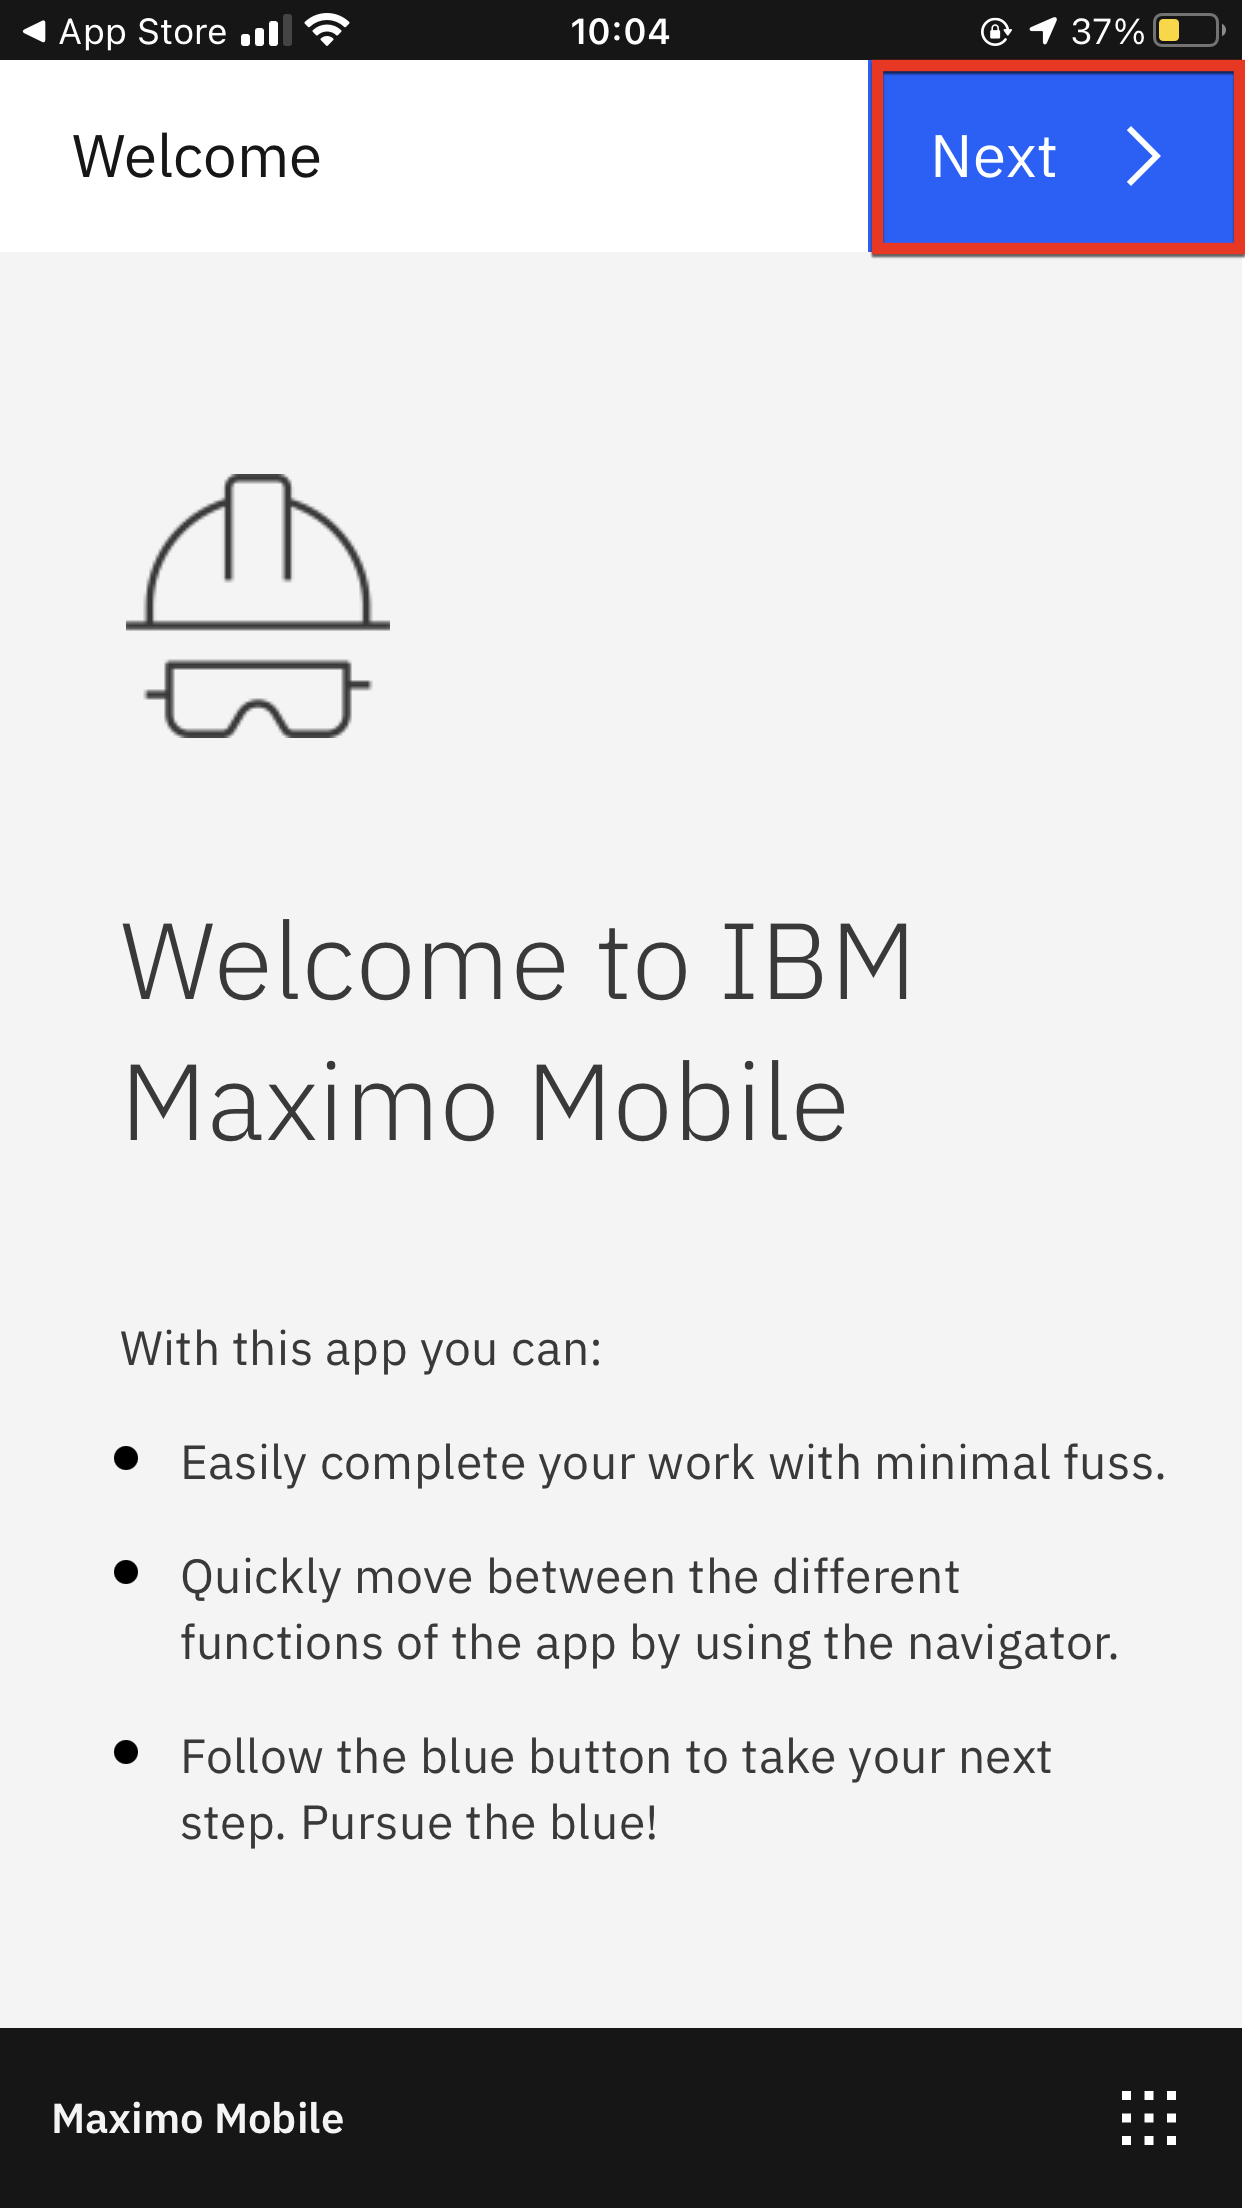 App Store 10:04 37%
Welcome Next
Welcome to IBM
Maximo Mobile
With this app you can:
Easily complete your work with minimal fuss.
Quickly move between the different
functions of the app by using the navigator.
Follow the blue button to take your next
step. Pursue the blue!
Maximo Mobile